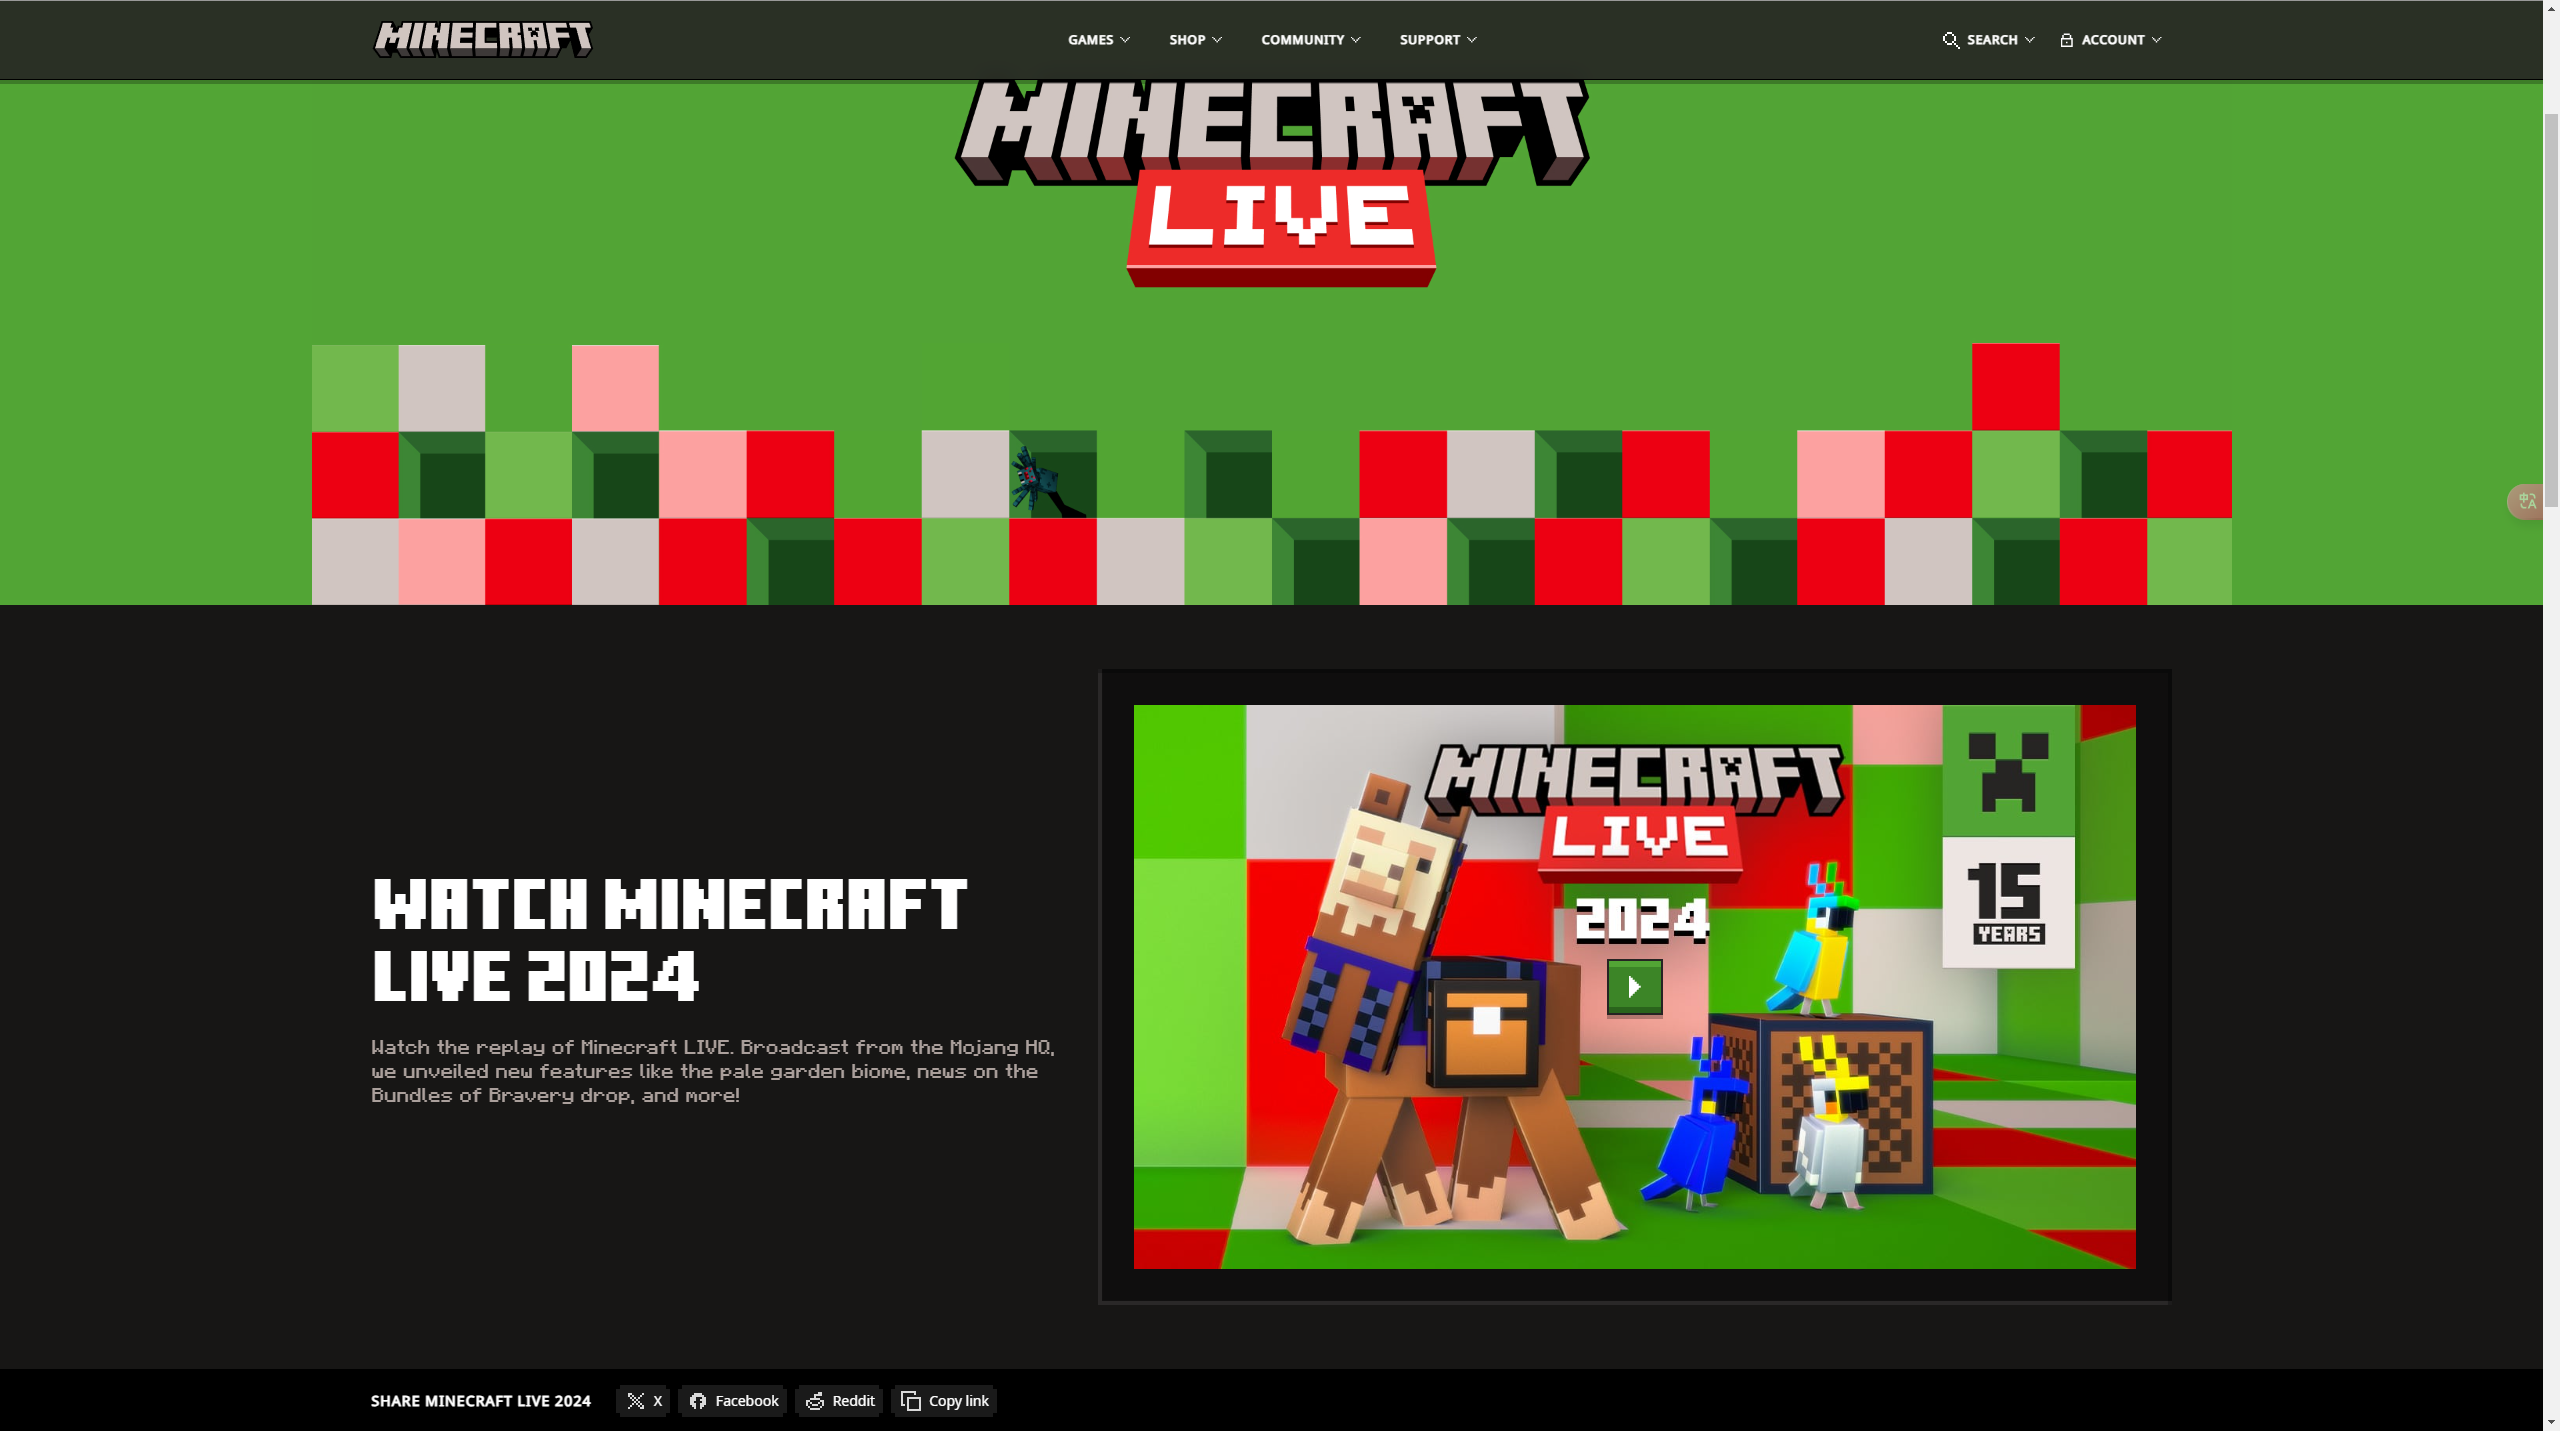 MINECRAFT
GAMES
SHOP
COMMUNITY
SUPPORT
SEARCH
ACCOUNT
MINECRAFT
LIVE
WATCH MINECRAFT
LIVE 2024
Watch the replay of Minecraft LIVE. Broadcast from the Mojang HQ,
we unveiled new features like the pale garden biome, news on the
Bundles of Bravery drop, and more!
MINECRAFT
LIVE
2024
15
YEARS
SHARE MINECRAFT LIVE 2024
X
Facebook
Reddit
Copy link
中
A